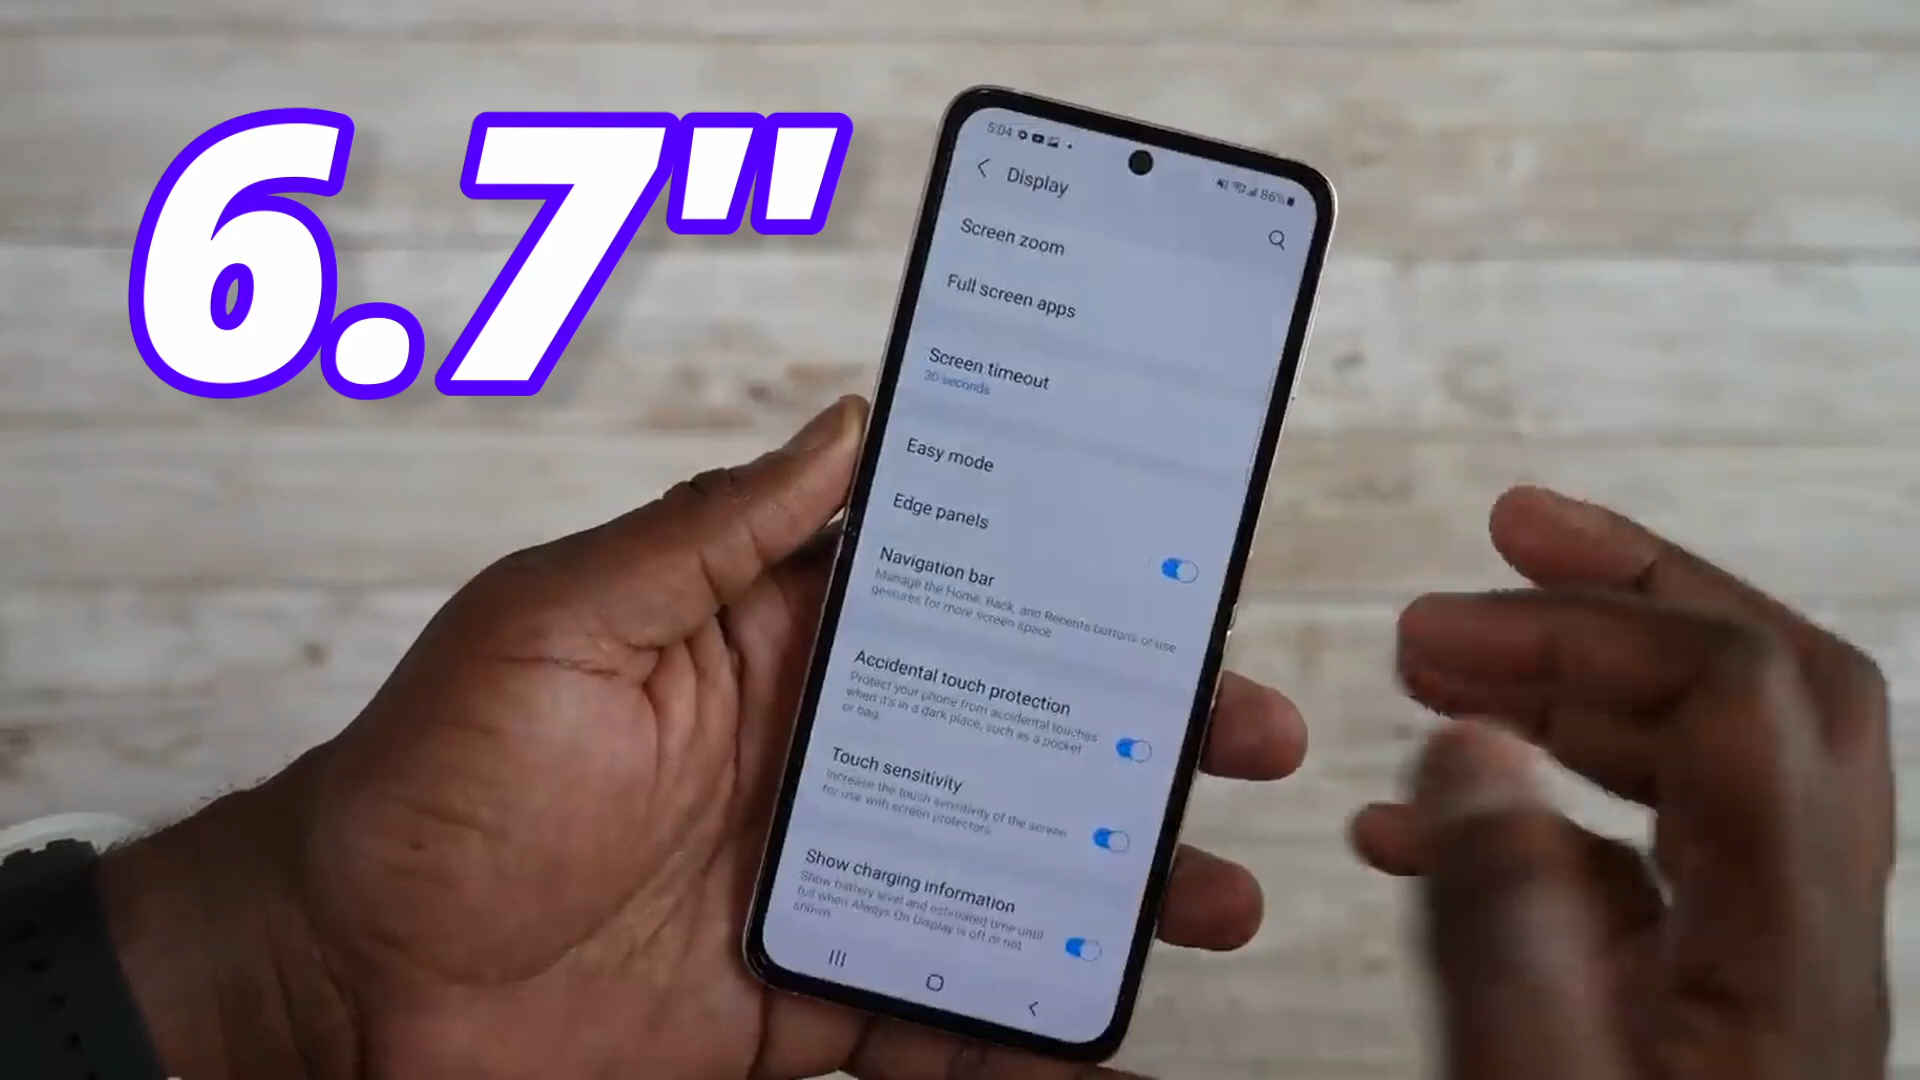 6.7"
5:04
86%
Display
Screen zoom
Full screen apps
Screen timeout
30 seconds
Easy mode
Edge panels
Navigation bar
Manage the Home, Back, and Recents buttons or use
gestures for more screen space.
Accidental touch protection
Protect your phone from accidental touches
when it's in a dark place, such as a pocket
or bag.
Touch sensitivity
Increase the touch sensitivity of the screen
for use with screen protectors.
Show charging information
Show battery level and estimated time until
full when Always On Display is off or not
shown.